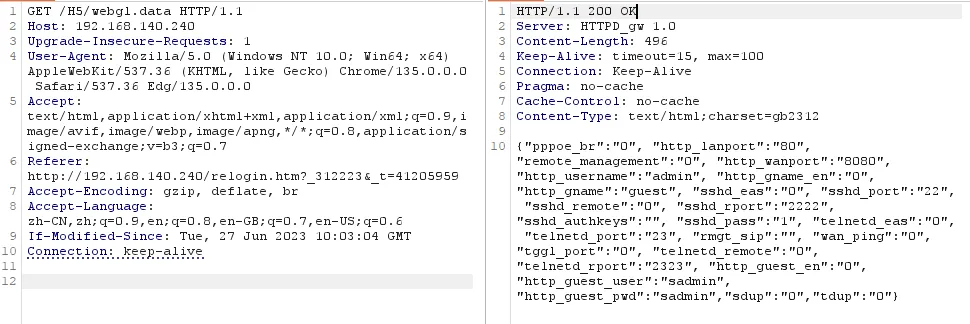 1 GET /H5/webgl.data HTTP/1.1
2 Host: 192.168.140.240
3 Upgrade-Insecure-Requests: 1
4 User-Agent: Mozilla/5.0 (Windows NT 10.0; Win64; x64)
AppleWebKit/537.36 (KHTML, like Gecko) Chrome/135.0.0.0
Safari/537.36 Edg/135.0.0.0
5 Accept:
text/html,application/xhtml+xml,application/xml;q=0.9,i
mage/avif,image/webp,image/apng,*/*;q=0.8,application/s
igned-exchange;v=b3;q=0.7
6 Referer:
http://192.168.140.240/relogin.htm?_312223&_t=41205959
7 Accept-Encoding: gzip, deflate, br
8 Accept-Language:
zh-CN,zh;q=0.9,en;q=0.8,en-GB;q=0.7,en-US;q=0.6
9 If-Modified-Since: Tue, 27 Jun 2023 10:03:04 GMT
10 Connection: keep-alive
11
12
1 HTTP/1.1 200 OK
2 Server: HTTPD_gw 1.0
3 Content-Length: 496
4 Keep-Alive: timeout=15, max=100
5 Connection: Keep-Alive
6 Pragma: no-cache
7 Cache-Control: no-cache
8 Content-Type: text/html;charset=gb2312
9
10 {"pppoe_br":"0", "http_lanport":"80",
"remote_management":"0", "http_wanport":"8080",
"http_username":"admin", "http_gname_en":"0",
"http_gname":"guest", "sshd_eas":"0", "sshd_port":"22",
"sshd_remote":"0", "sshd_rport":"2222",
"sshd_authkeys":"", "sshd_pass":"1", "telnetd_eas":"0",
"telnetd_port":"23", "rmgt_sip":"", "wan_ping":"0",
"tggl_port":"0", "telnetd_remote":"0",
"telnetd_rport":"2323", "http_guest_en":"0",
"http_guest_user":"sadmin",
"http_guest_pwd":"sadmin","sdup":"0","tdup":"0"}